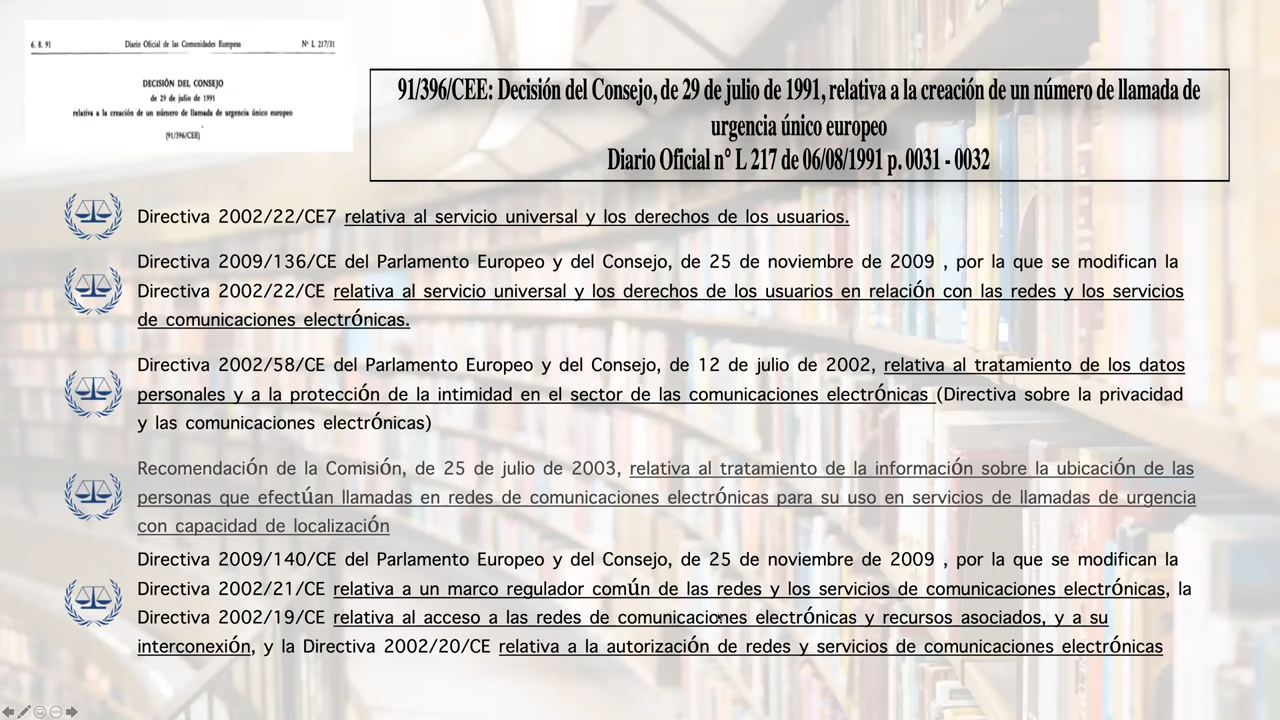 6. 8. 91 Diario Oficial de las Comunidades Europeas Nº L 217/31
DECISIÓN DEL CONSEJO
de 29 de julio de 1991
relativa a la creación de un número de llamada de urgencia único europeo
(91/396/CEE)
91/396/CEE: Decisión del Consejo, de 29 de julio de 1991, relativa a la creación de un número de llamada de
urgencia único europeo
Diario Oficial n° L 217 de 06/08/1991 p. 0031 - 0032
Directiva 2002/22/CE7 relativa al servicio universal y los derechos de los usuarios.
Directiva 2009/136/CE del Parlamento Europeo y del Consejo, de 25 de noviembre de 2009 , por la que se modifican la
Directiva 2002/22/CE relativa al servicio universal y los derechos de los usuarios en relación con las redes y los servicios
de comunicaciones electrónicas.
Directiva 2002/58/CE del Parlamento Europeo y del Consejo, de 12 de julio de 2002, relativa al tratamiento de los datos
personales y a la protección de la intimidad en el sector de las comunicaciones electrónicas (Directiva sobre la privacidad
y las comunicaciones electrónicas)
Recomendación de la Comisión, de 25 de julio de 2003, relativa al tratamiento de la información sobre la ubicación de las
personas que efectúan llamadas en redes de comunicaciones electrónicas para su uso en servicios de llamadas de urgencia
con capacidad de localización
Directiva 2009/140/CE del Parlamento Europeo y del Consejo, de 25 de noviembre de 2009 , por la que se modifican la
Directiva 2002/21/CE relativa a un marco regulador común de las redes y los servicios de comunicaciones electrónicas, la
Directiva 2002/19/CE relativa al acceso a las redes de comunicaciones electrónicas y recursos asociados, y a su
interconexión, y la Directiva 2002/20/CE relativa a la autorización de redes y servicios de comunicaciones electrónicas